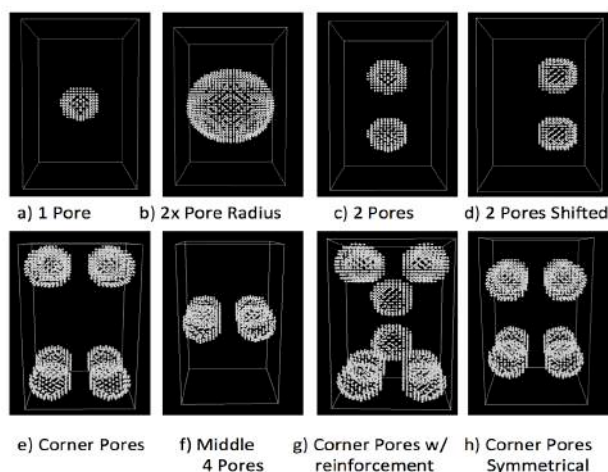 a) 1 Pore
b) 2x Pore Radius
c) 2 Pores
d) 2 Pores Shifted
e) Corner Pores
f) Middle
4 Pores
g) Corner Pores w/
reinforcement
h) Corner Pores
Symmetrical